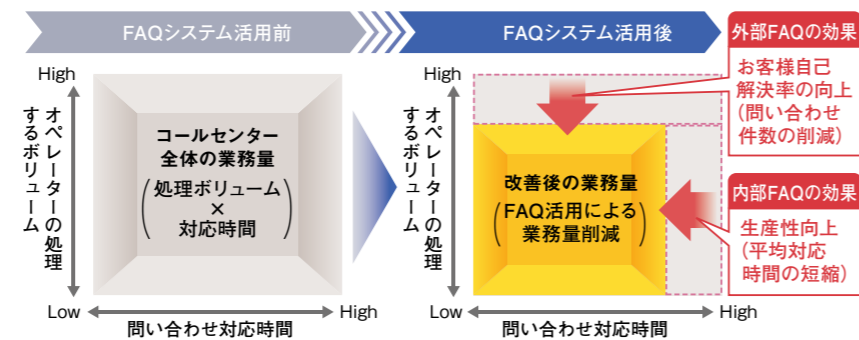 FAQシステム活用前
FAQシステム活用後
High
オペレーターの処理
するボリューム
コールセンター
全体の業務量
(処理ボリューム
×
対応時間)
Low
High
問い合わせ対応時間
High
オペレーターの処理
するボリューム
改善後の業務量
(FAQ活用による
業務量削減)
Low
High
問い合わせ対応時間
外部FAQの効果
お客様自己
解決率の向上
(問い合わせ
件数の削減)
内部FAQの効果
生産性向上
(平均対応
時間の短縮)